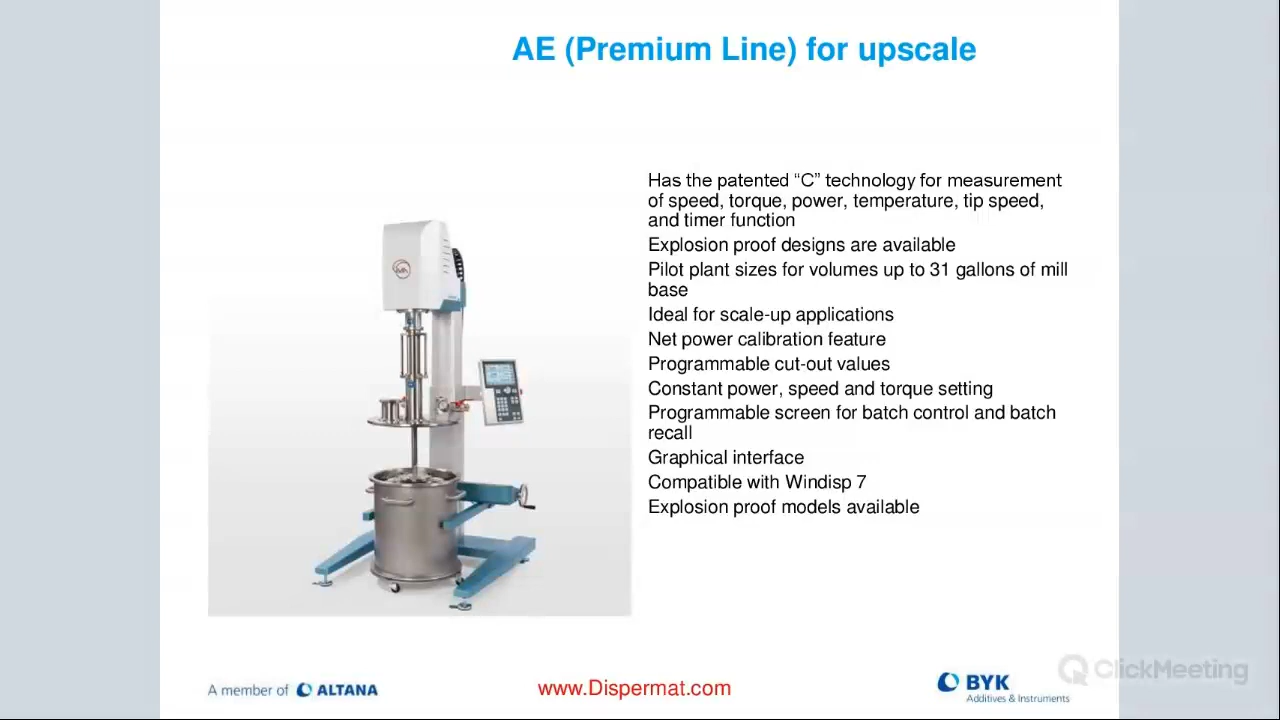 AE (Premium Line) for upscale
Has the patented “C” technology for measurement
of speed, torque, power, temperature, tip speed,
and timer function
Explosion proof designs are available
Pilot plant sizes for volumes up to 31 gallons of mill
base
Ideal for scale-up applications
Net power calibration feature
Programmable cut-out values
Constant power, speed and torque setting
Programmable screen for batch control and batch
recall
Graphical interface
Compatible with Windisp 7
Explosion proof models available
A member of ALTANA
www.Dispermat.com
BYK
Additives & Instruments
ClickMeeting